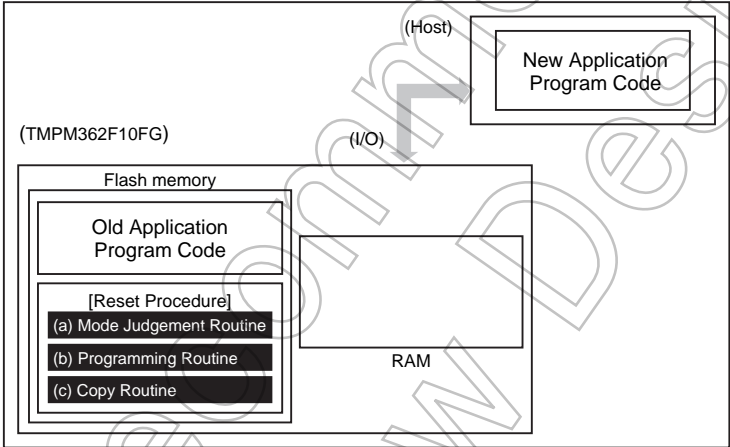 (Host)
New Application
Program Code
(TMPM362F10FG)
(I/O)
Flash memory
Old Application
Program Code
[Reset Procedure]
(a) Mode Judgement Routine
(b) Programming Routine
(c) Copy Routine
RAM